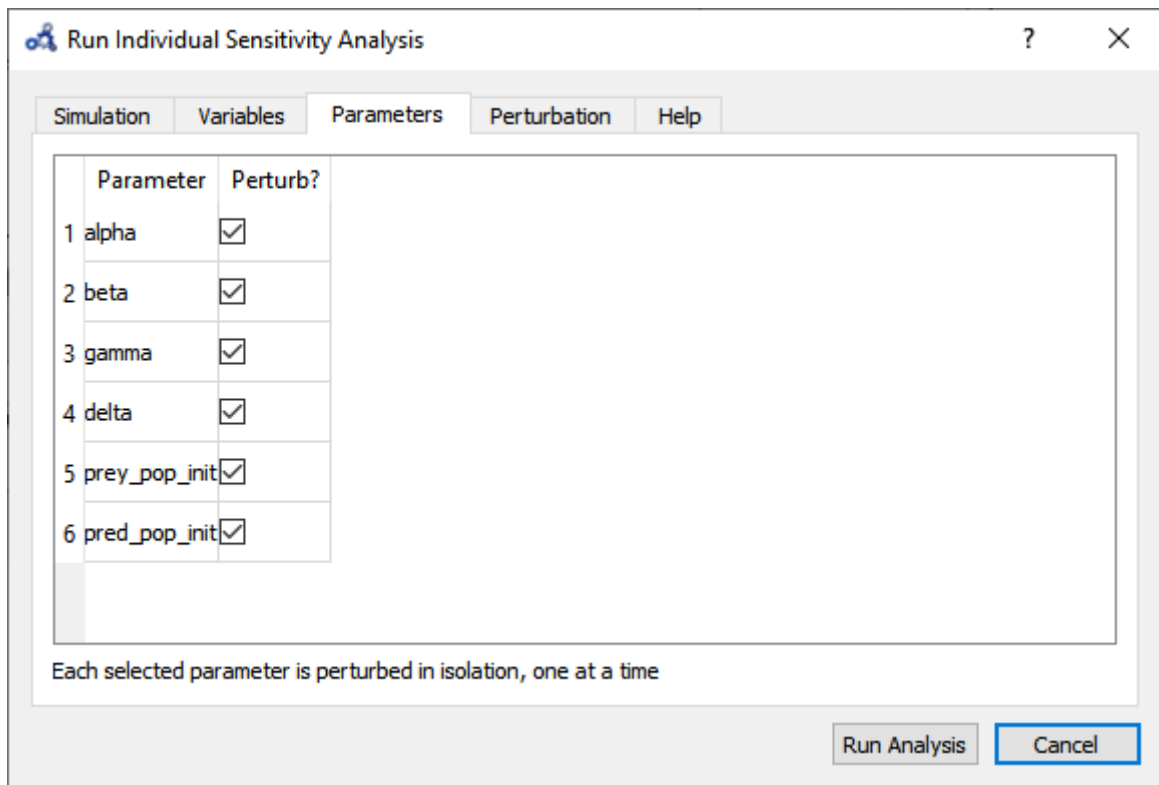 Run Individual Sensitivity Analysis ?
Simulation Variables Parameters Perturbation Help
Parameter Perturb?
1 alpha
2 beta
3 gamma
4 delta
5 prey_pop_init
6 pred_pop_init
Each selected parameter is perturbed in isolation, one at a time
Run Analysis Cancel